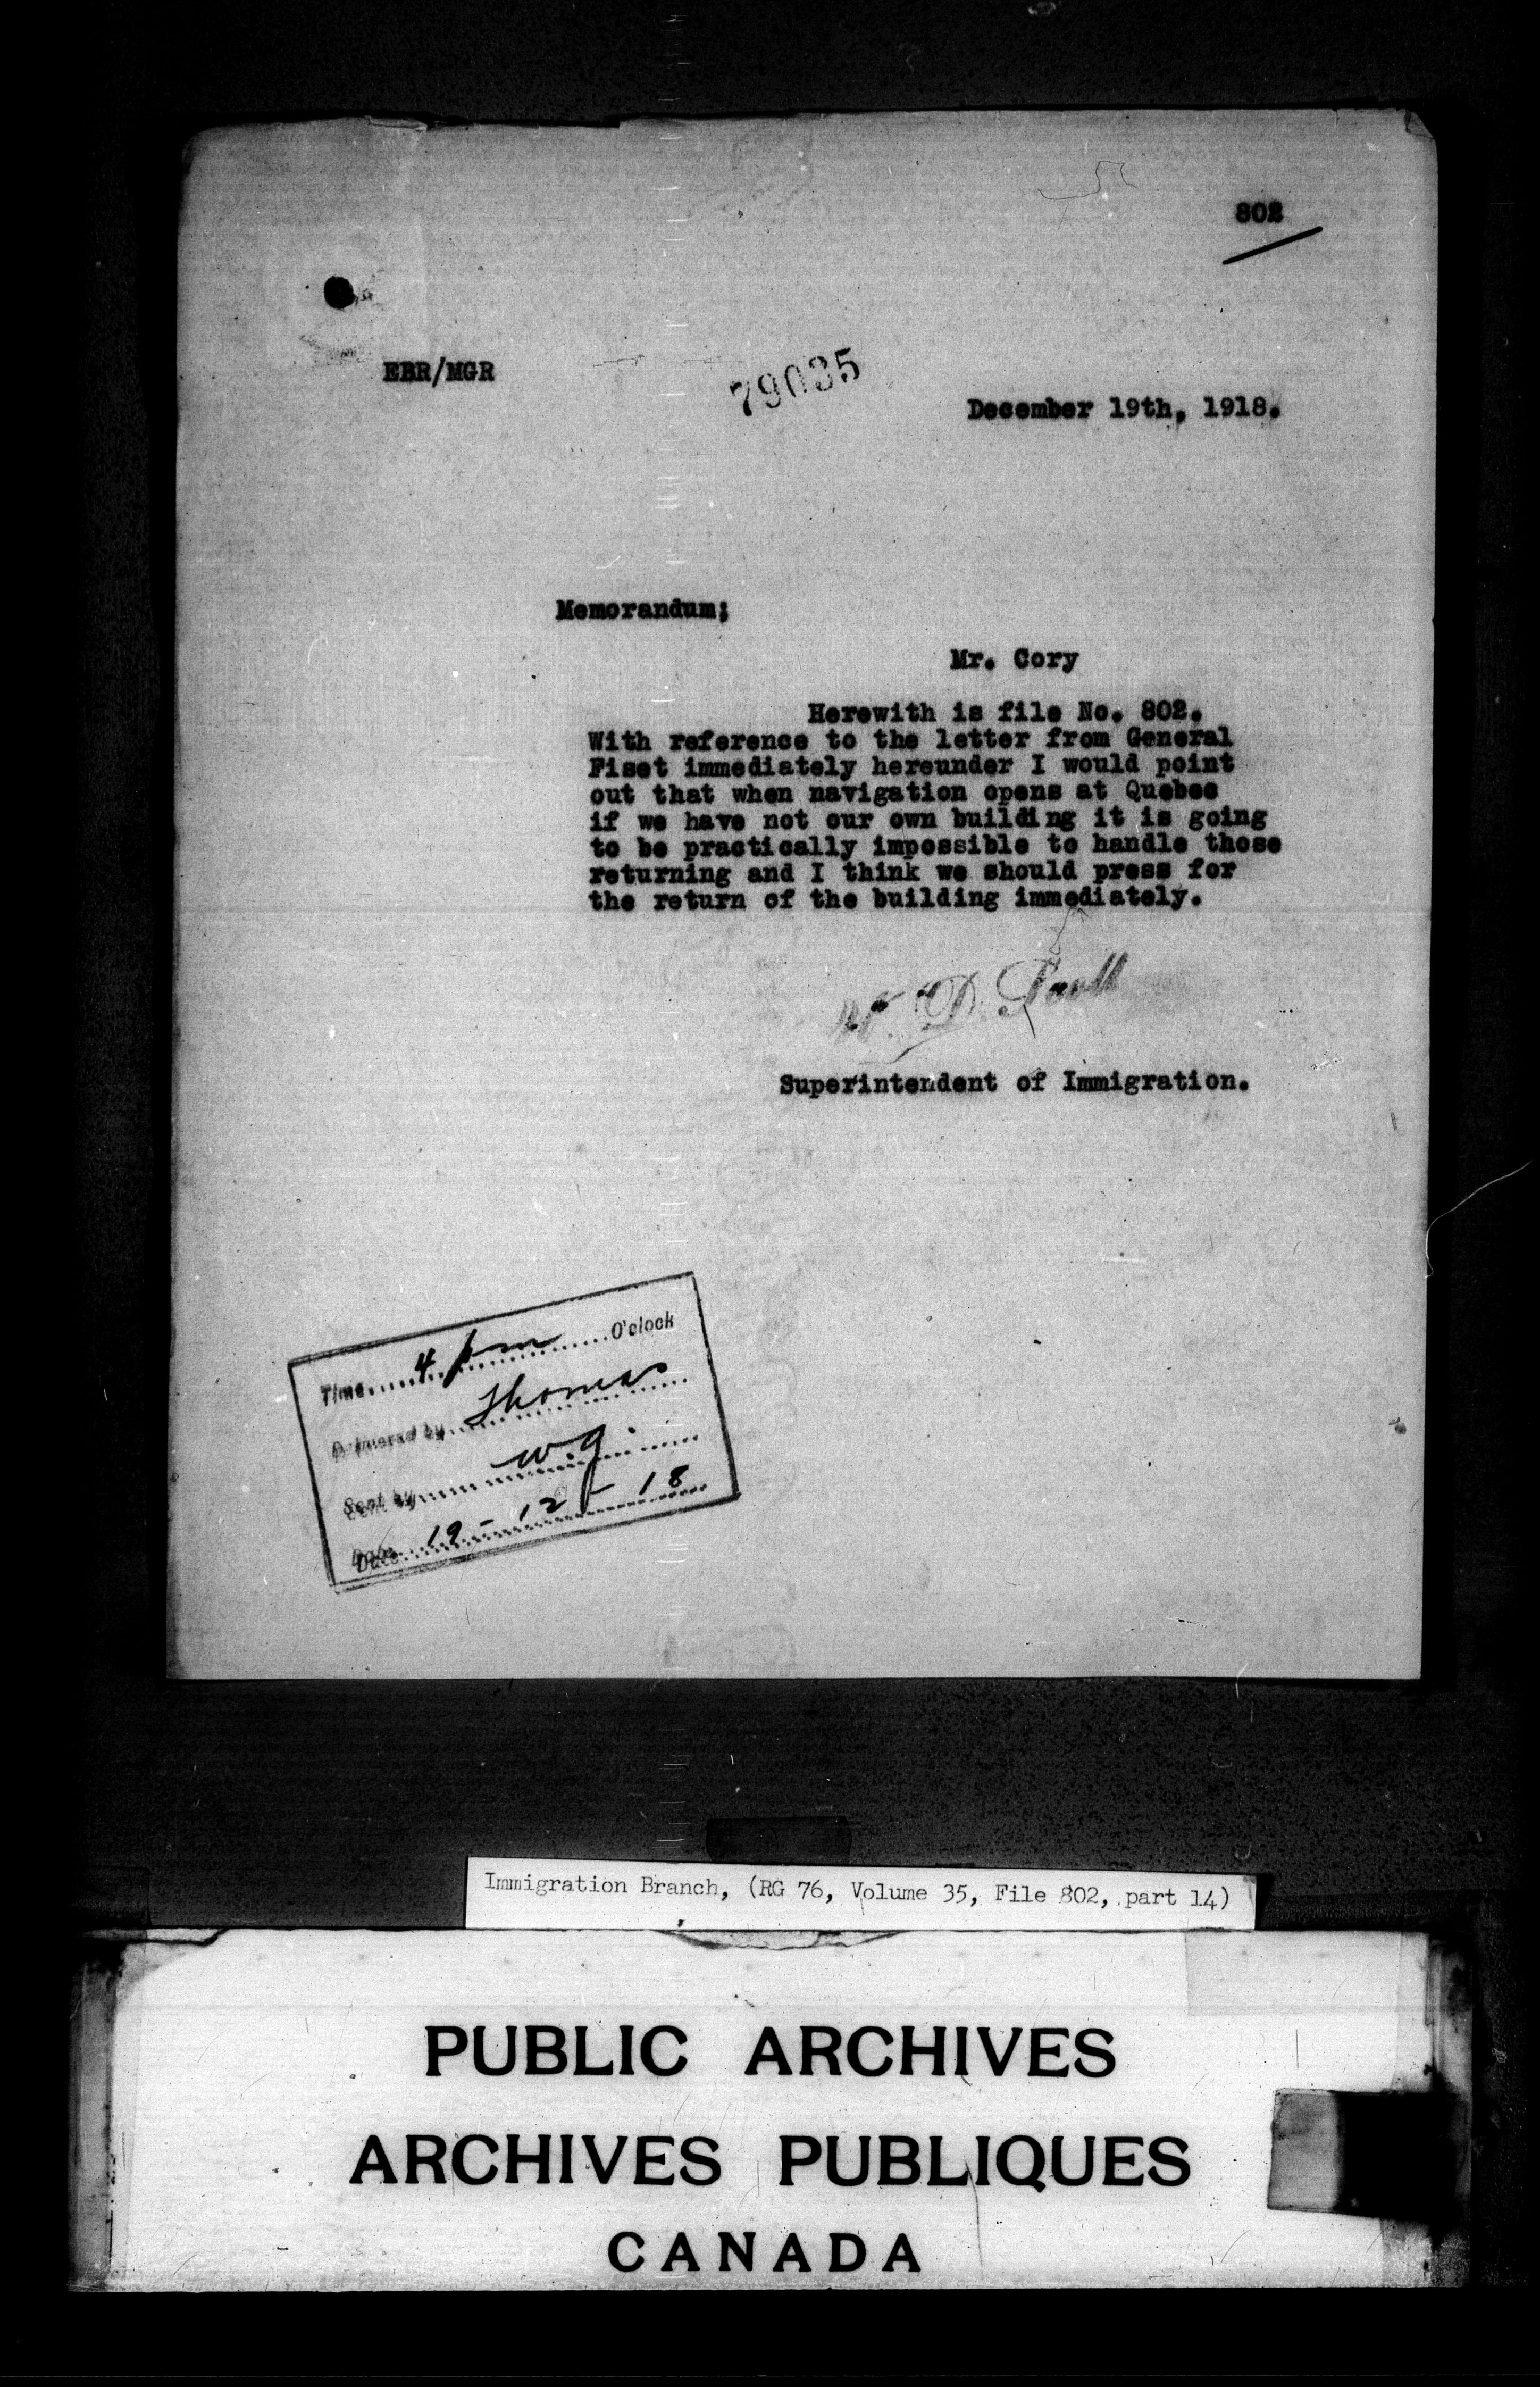 802
EBR/MGR
79035
December 19th, 1918.
Memorandum;
Mr. Cory
Herewith is file No. 802.
With reference to the letter from General
Fiset immediately hereunder I would point
out that when navigation opens at Quebec
if we have not our own building it is going
to be practically impossible to handle those
returning and I think we should press for
the return of the building immediately.
W. D. Scott
Superintendent of Immigration.
Time 4 pm O'clock
Delivered by Thomas
Sent by W.G.
Date 19-12-18
Immigration Branch, (RG 76, Volume 35, File 802, part 14)
PUBLIC ARCHIVES
ARCHIVES PUBLIQUES
CANADA